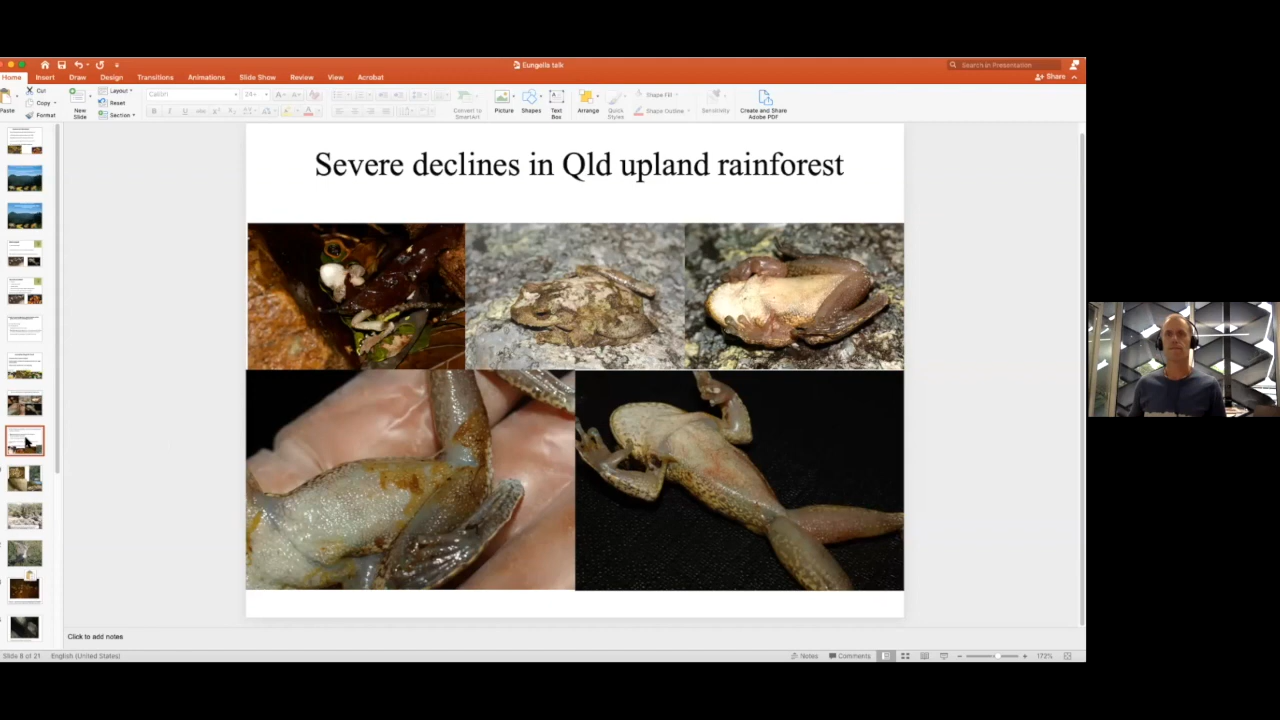 Eungella talk
Search in Presentation
Home Insert Draw Design Transitions Animations Slide Show Review View Acrobat
Share
Cut
Copy
Format
New
Slide
Layout
Reset
Section
Calibri
24
Convert to
SmartArt
Picture
Shapes
Text
Box
Arrange
Quick
Styles
Shape Fill
Shape Outline
Sensitivity
Create and Share
Adobe PDF
Severe declines in Qld upland rainforest
Click to add notes
Slide 8 of 21 English (United States) Notes Comments 172%